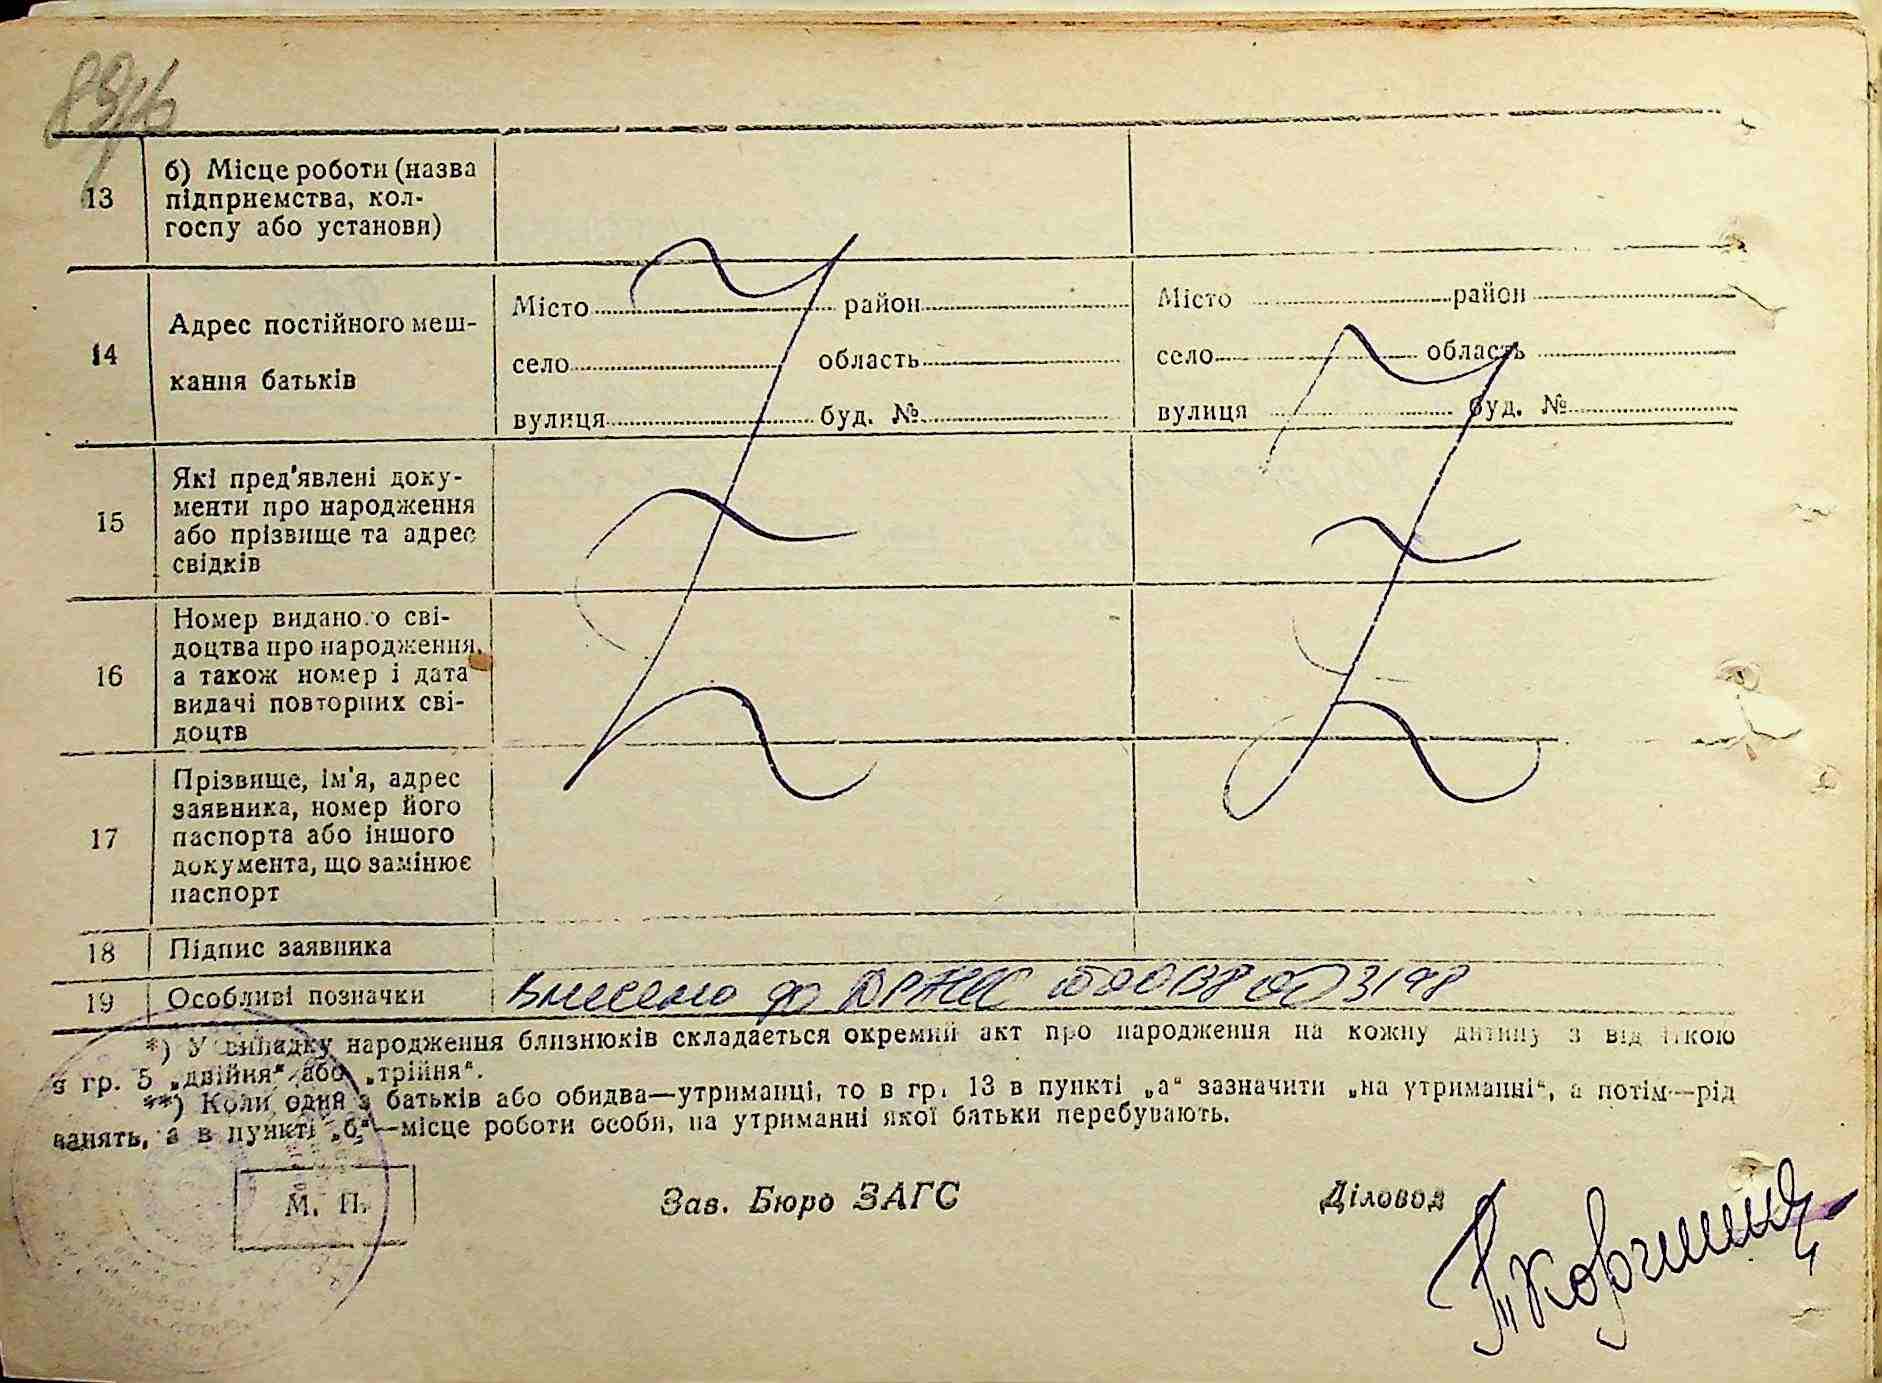 13 б) Місце роботи (назва
підприємства, кол-
госпу або установи)
14 Адрес постійного меш-
кання батьків
Місто район Місто район
село область село область
вулиця буд. № вулиця буд. №
15 Які пред'явлені доку-
менти про народження
або прізвище та адрес
свідків
16 Номер виданого сві-
доцтва про народження,
а також номер і дата
видачі повторних сві-
доцтв
17 Прізвище, ім'я, адрес
заявника, номер його
паспорта або іншого
документа, що замінює
паспорт
18 Підпис заявника
19 Особливі позначки Внесено до ДРАЦС
*) У випадку народження близнюків складається окремий акт про народження на кожну дитину з відміткою
в гр. 5 „двійня“ або „трійня“.
**) Коли один з батьків або обидва—утриманці, то в гр. 13 в пункті „а“ зазначити „на утриманні“, а потім—рід
занять, а в пункті „б“—місце роботи особи, на утриманні якої батьки перебувають.
М. П. Зав. Бюро ЗАГС Діловод